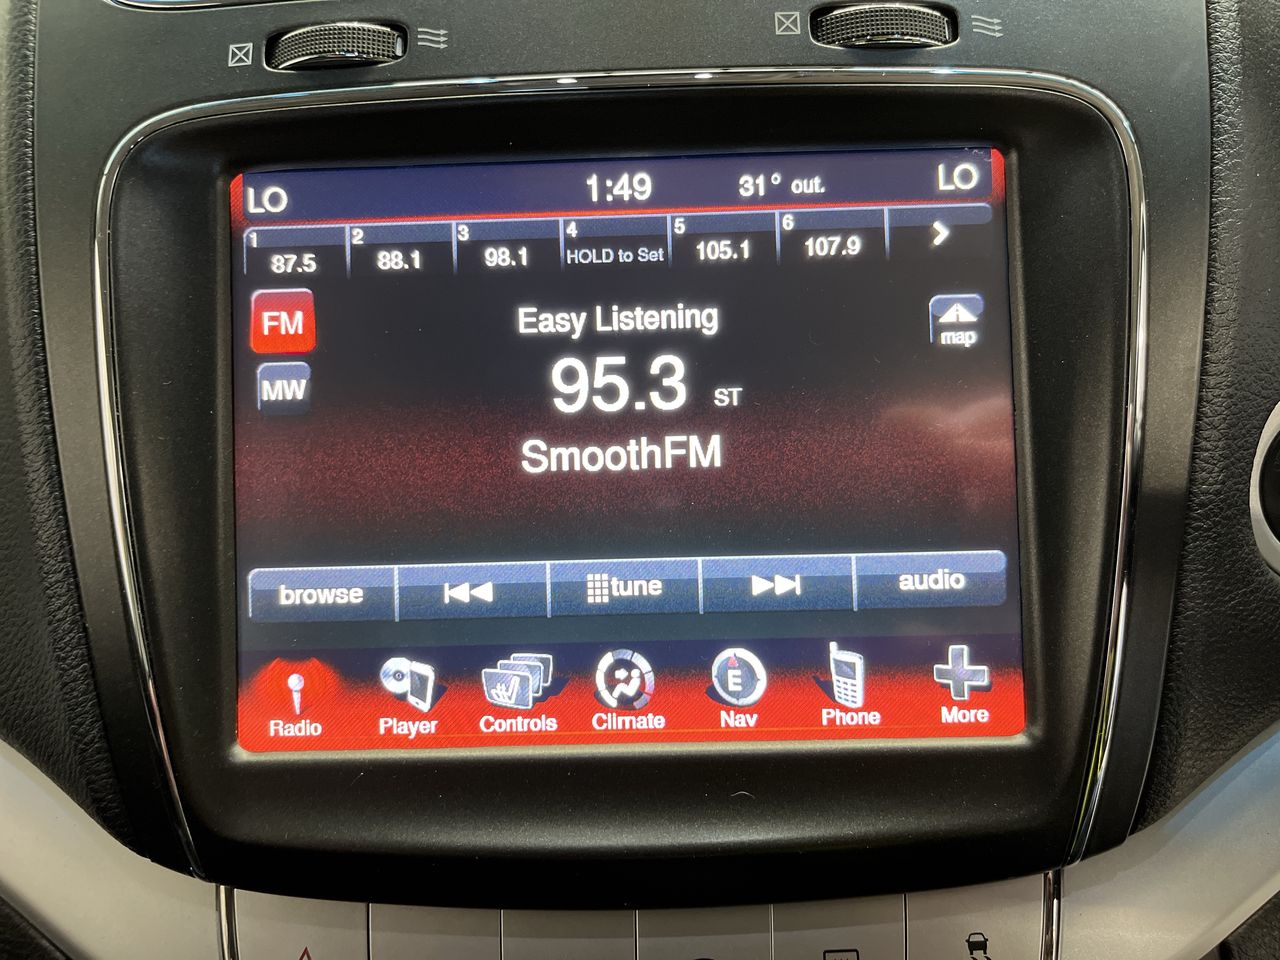 LO 1:49 31° out. LO
1 87.5 2 88.1 3 98.1 4 HOLD to Set 5 105.1 6 107.9
FM
Easy Listening
map
MW
95.3 ST
SmoothFM
browse tune audio
Radio Player Controls Climate E Nav Phone More